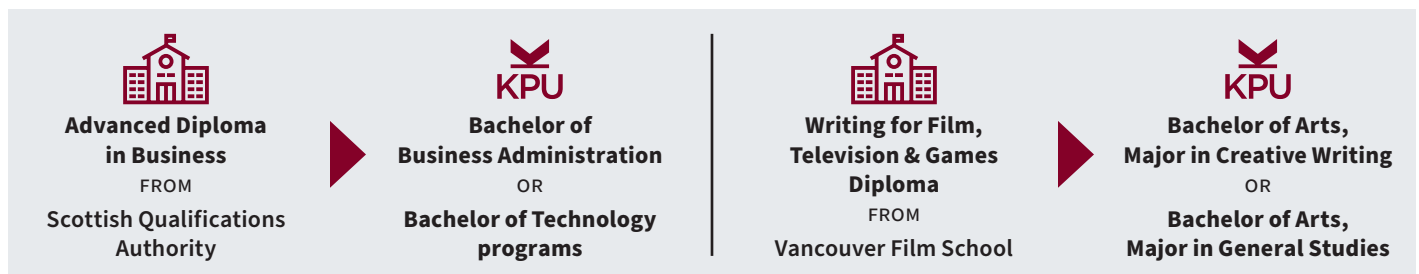 Advanced Diploma
in Business
FROM
Scottish Qualifications
Authority
KPU
Bachelor of
Business Administration
OR
Bachelor of Technology
programs
Writing for Film,
Television & Games
Diploma
FROM
Vancouver Film School
KPU
Bachelor of Arts,
Major in Creative Writing
OR
Bachelor of Arts,
Major in General Studies